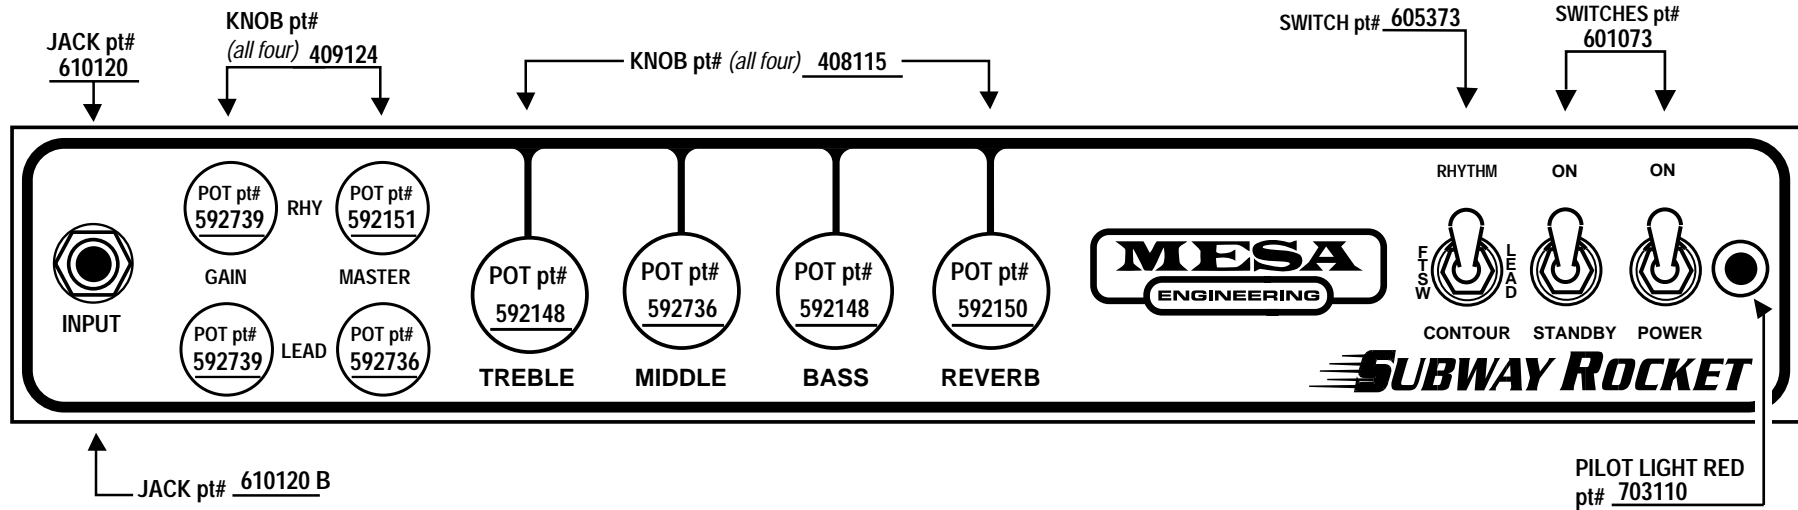 JACK pt#
610120
KNOB pt#
(all four) 409124
KNOB pt# (all four) 408115
SWITCH pt# 605373
SWITCHES pt#
601073
RHYTHM
ON
ON
POT pt#
592739
RHY
POT pt#
592151
GAIN
MASTER
INPUT
POT pt#
592739
LEAD
POT pt#
592736
POT pt#
592148
TREBLE
POT pt#
592736
MIDDLE
POT pt#
592148
BASS
POT pt#
592150
REVERB
MESA
ENGINEERING
FTSW
LEAD
CONTOUR
STANDBY
POWER
SUBWAY ROCKET
JACK pt# 610120 B
PILOT LIGHT RED
pt# 703110